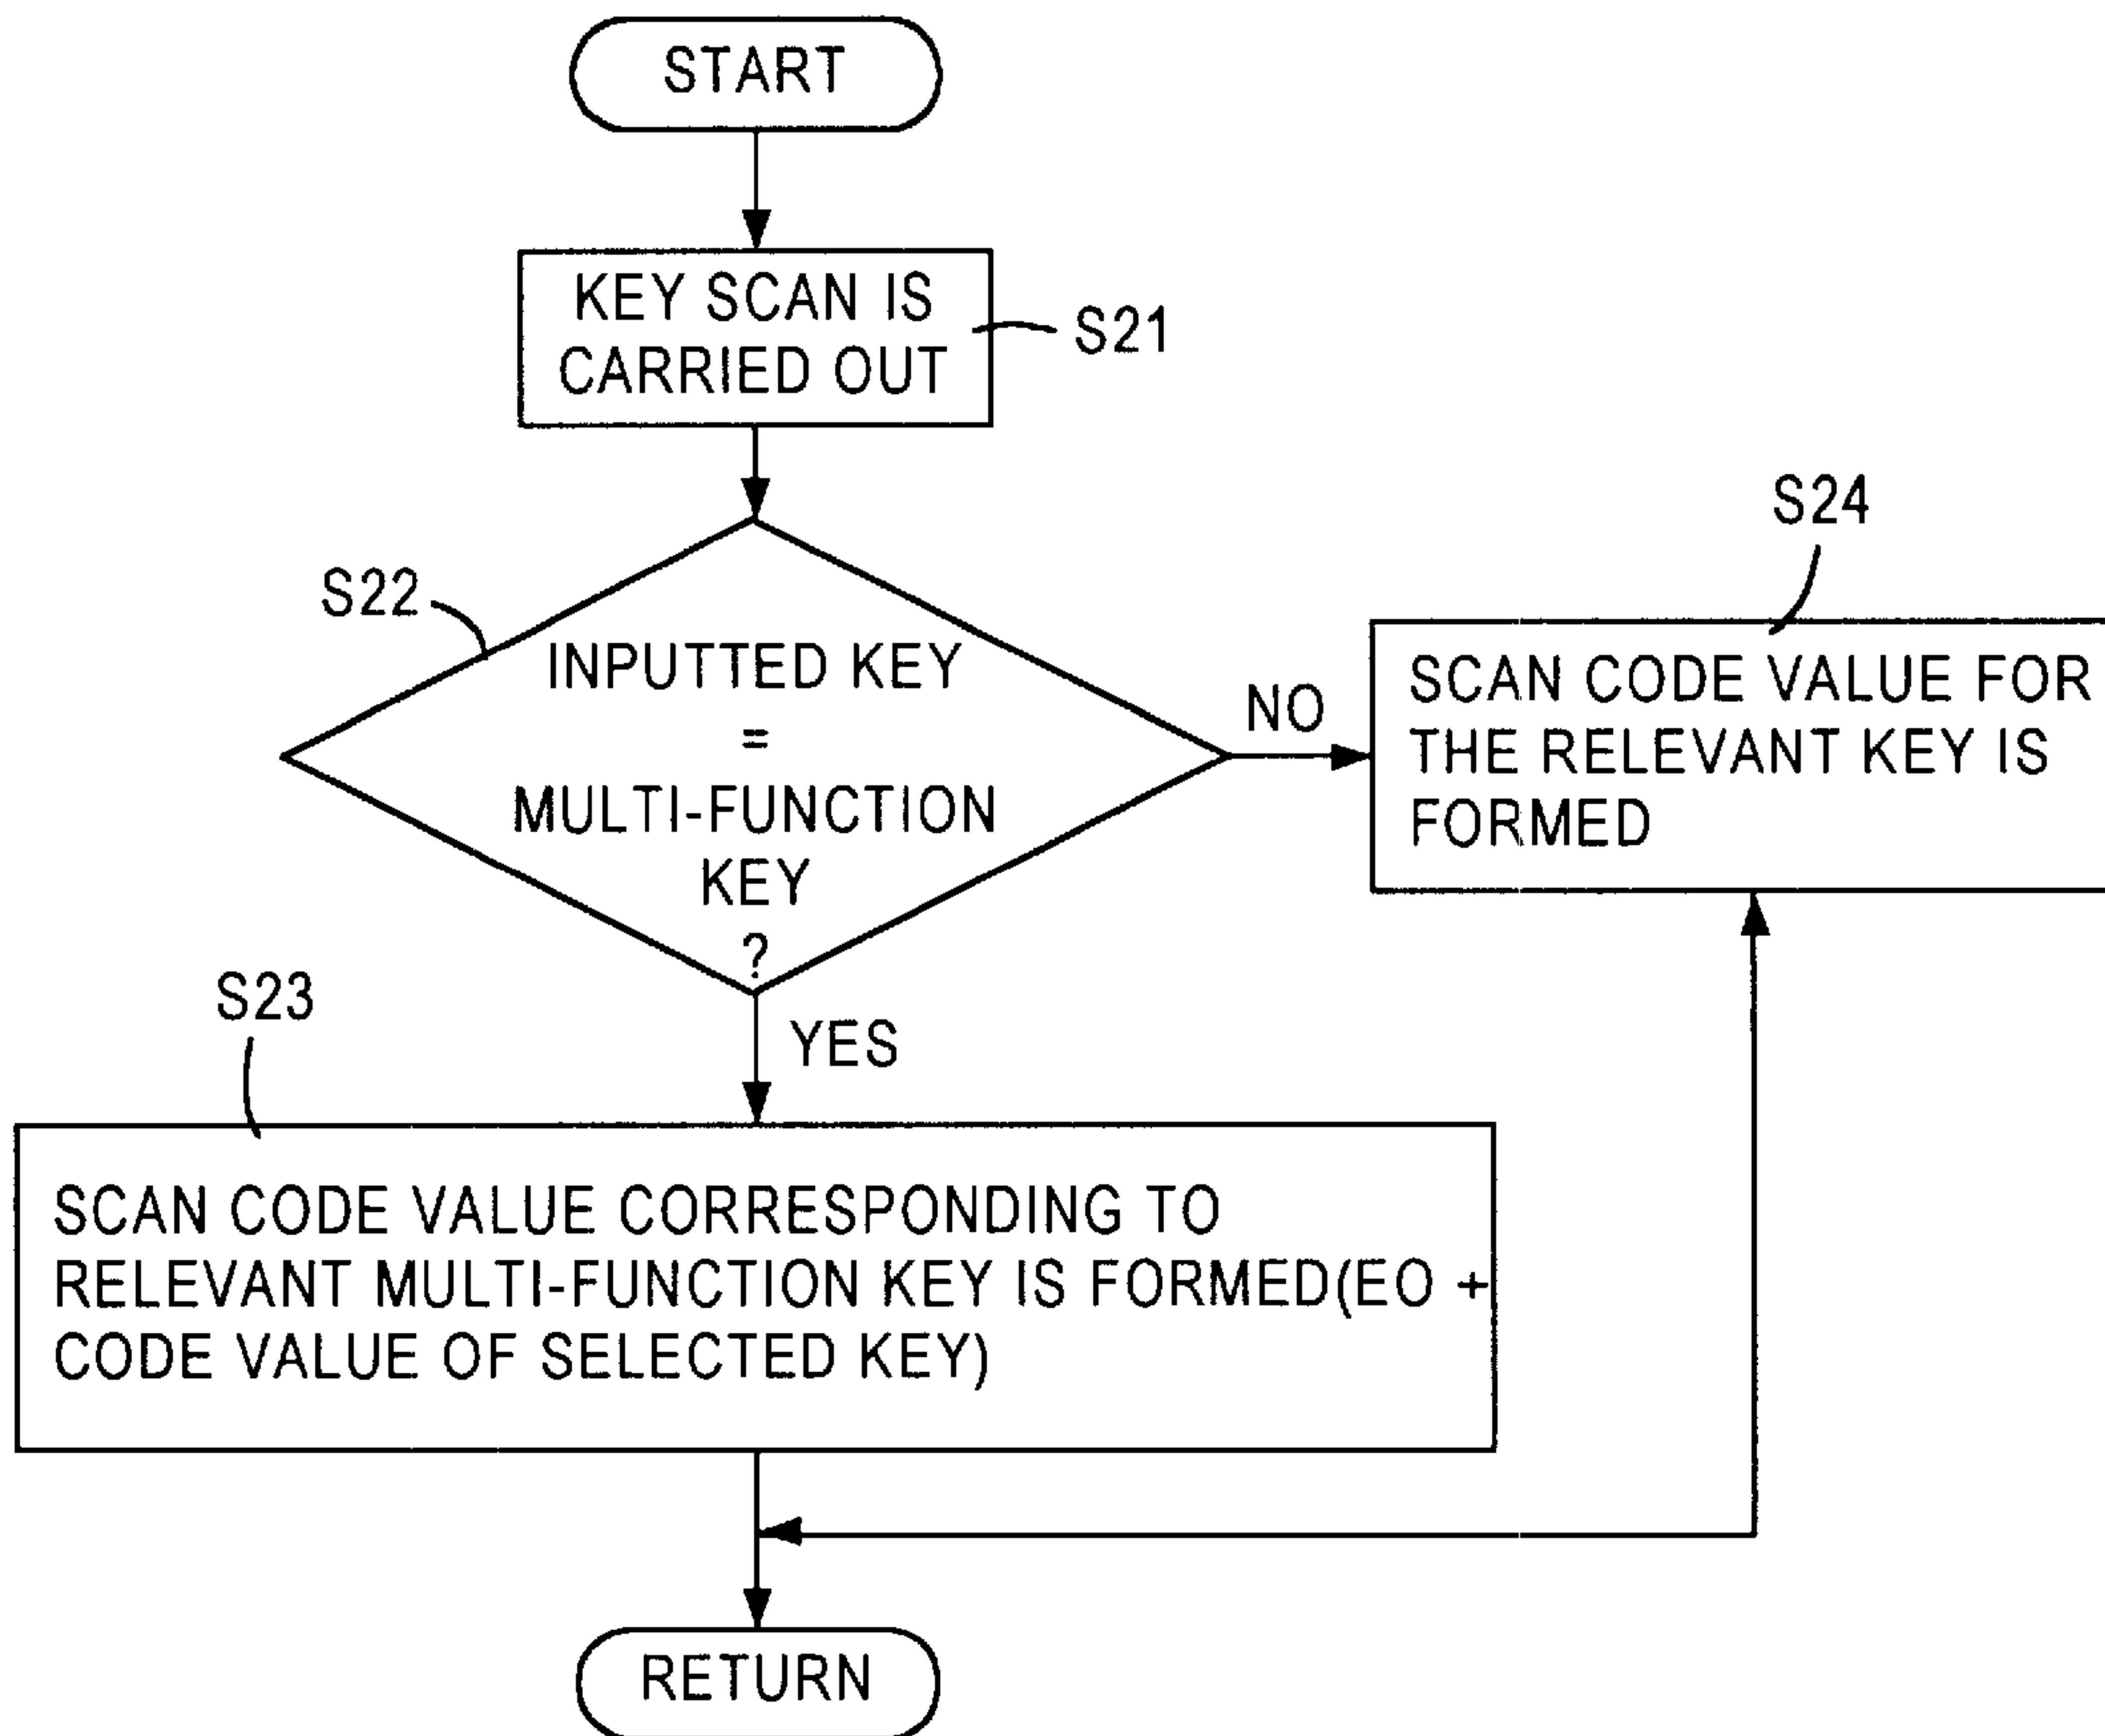 START
KEY SCAN IS
CARRIED OUT
S21
S22
INPUTTED KEY
=
MULTI-FUNCTION
KEY
?
NO
S24
SCAN CODE VALUE FOR
THE RELEVANT KEY IS
FORMED
YES
S23
SCAN CODE VALUE CORRESPONDING TO
RELEVANT MULTI-FUNCTION KEY IS FORMED(EO +
CODE VALUE OF SELECTED KEY)
RETURN